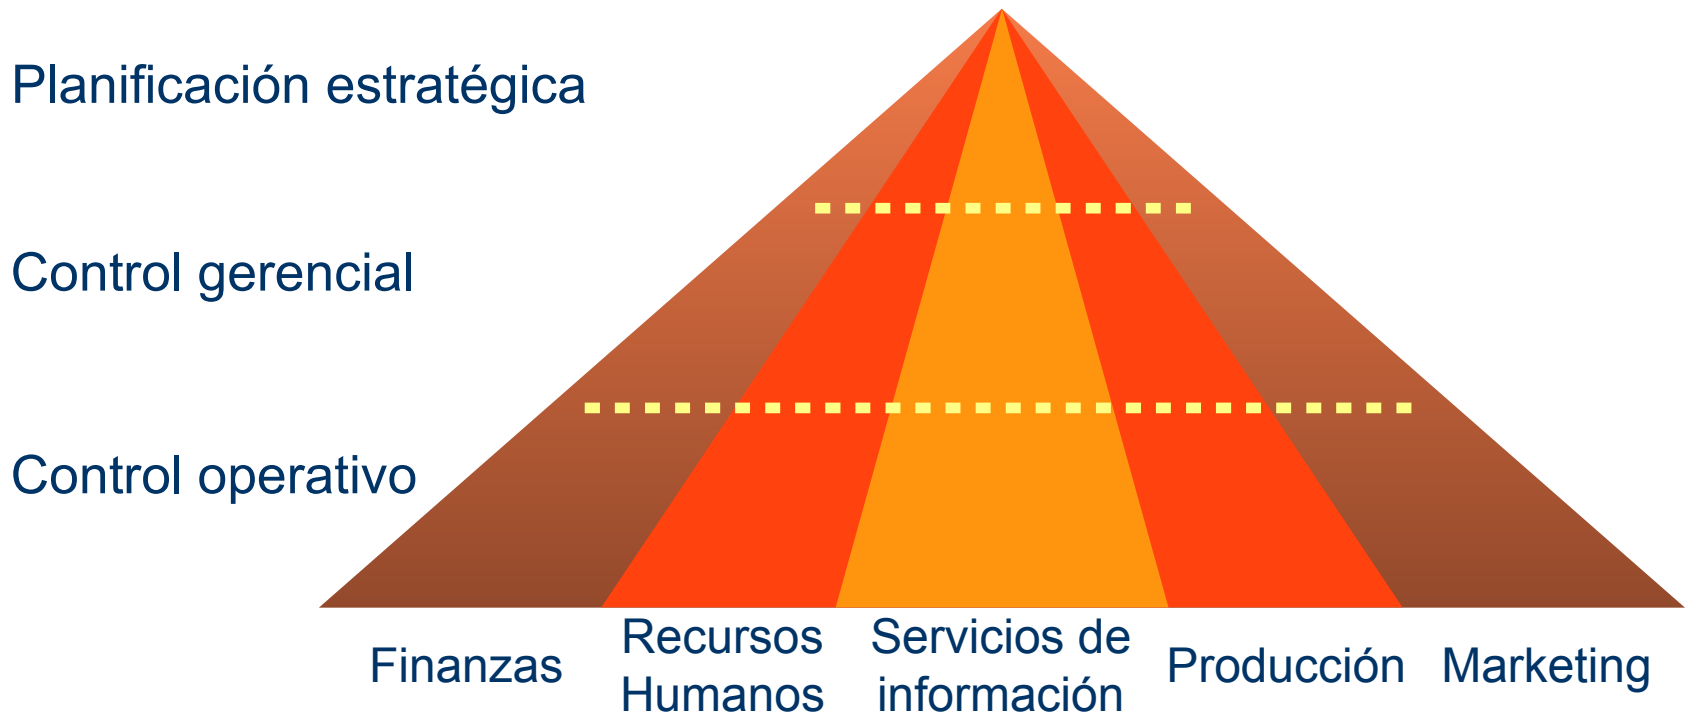 Planificación estratégica
Control gerencial
Control operativo
Finanzas
Recursos
Humanos
Servicios de
información
Producción
Marketing